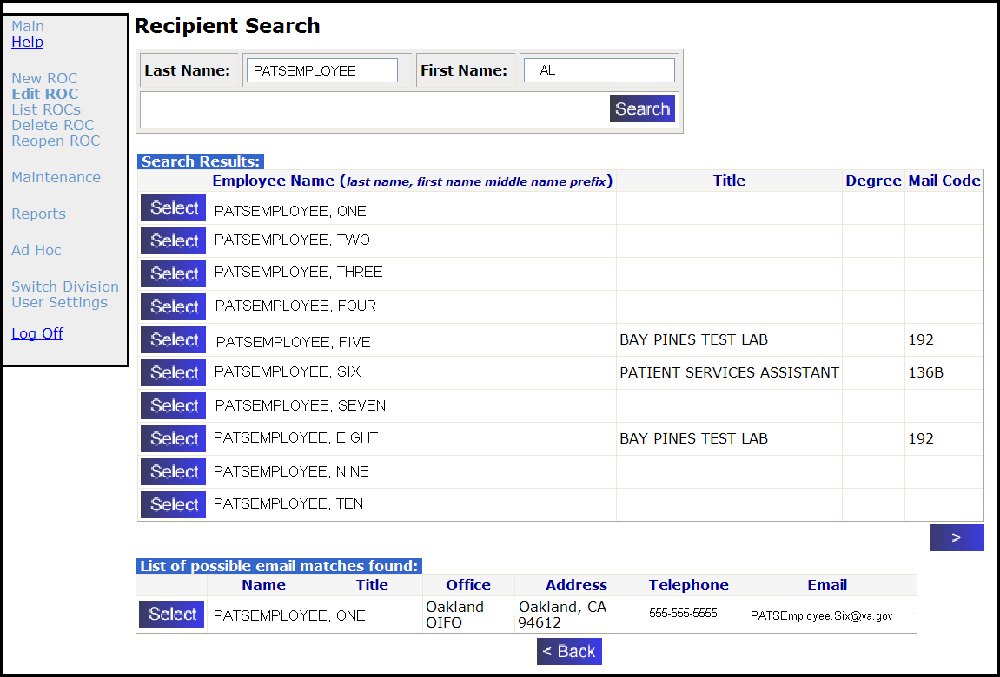 Main
Help
New ROC
Edit ROC
List ROCs
Delete ROC
Reopen ROC
Maintenance
Reports
Ad Hoc
Switch Division
User Settings
Log Off
Recipient Search
Last Name: PATSEMPLOYEE First Name: AL
Search
Search Results:
Employee Name (last name, first name middle name prefix) Title Degree Mail Code
Select PATSEMPLOYEE, ONE
Select PATSEMPLOYEE, TWO
Select PATSEMPLOYEE, THREE
Select PATSEMPLOYEE, FOUR
Select PATSEMPLOYEE, FIVE BAY PINES TEST LAB 192
Select PATSEMPLOYEE, SIX PATIENT SERVICES ASSISTANT 136B
Select PATSEMPLOYEE, SEVEN
Select PATSEMPLOYEE, EIGHT BAY PINES TEST LAB 192
Select PATSEMPLOYEE, NINE
Select PATSEMPLOYEE, TEN
>
List of possible email matches found:
Name Title Office Address Telephone Email
Select PATSEMPLOYEE, ONE Oakland OIFO Oakland, CA 94612 555-555-5555 PATSEmployee.Six@va.gov
< Back